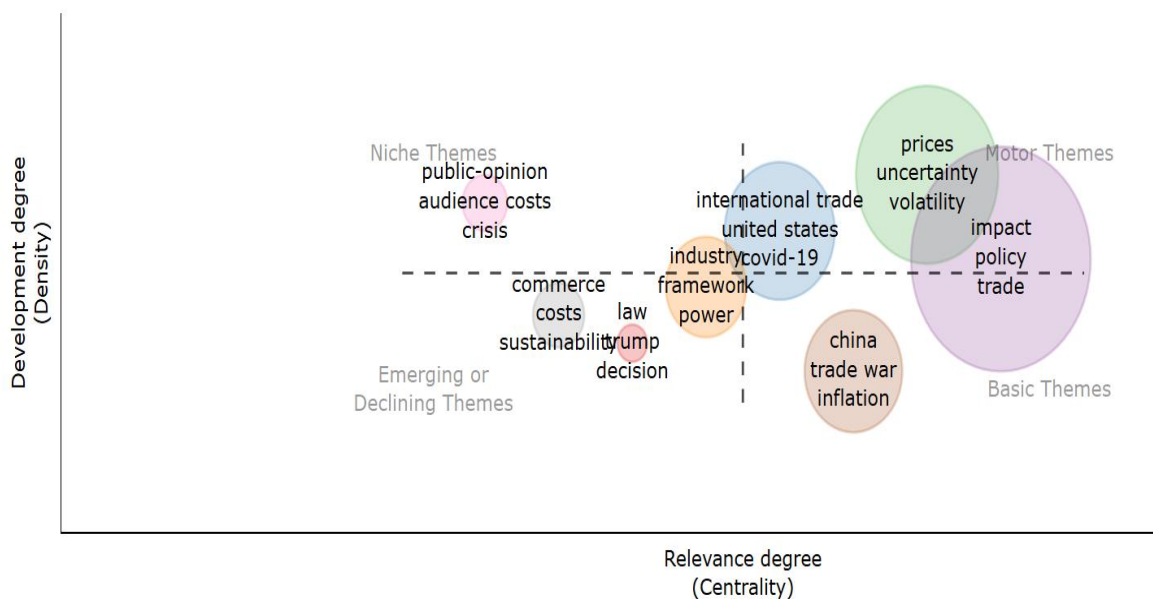 Niche Themes
Motor Themes
public-opinion
audience costs
crisis
prices
uncertainty
volatility
international trade
united states
covid-19
impact
policy
trade
industry
framework
power
commerce
costs
sustainability
law
trump
decision
china
trade war
inflation
Emerging or
Declining Themes
Basic Themes
Development degree
(Density)
Relevance degree
(Centrality)